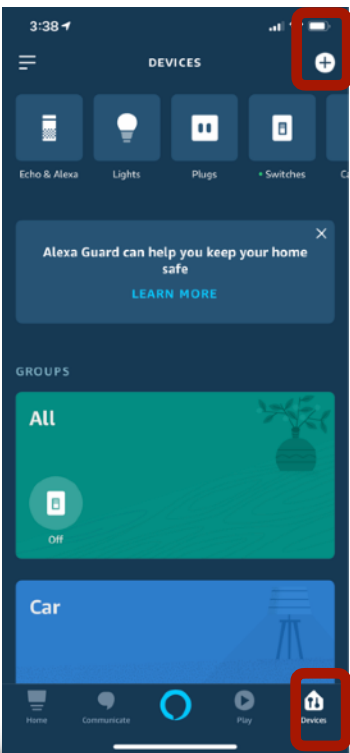 3:38
DEVICES
Echo & Alexa
Lights
Plugs
Switches
Alexa Guard can help you keep your home
safe
LEARN MORE
GROUPS
All
Off
Car
Home
Communicate
Play
Devices